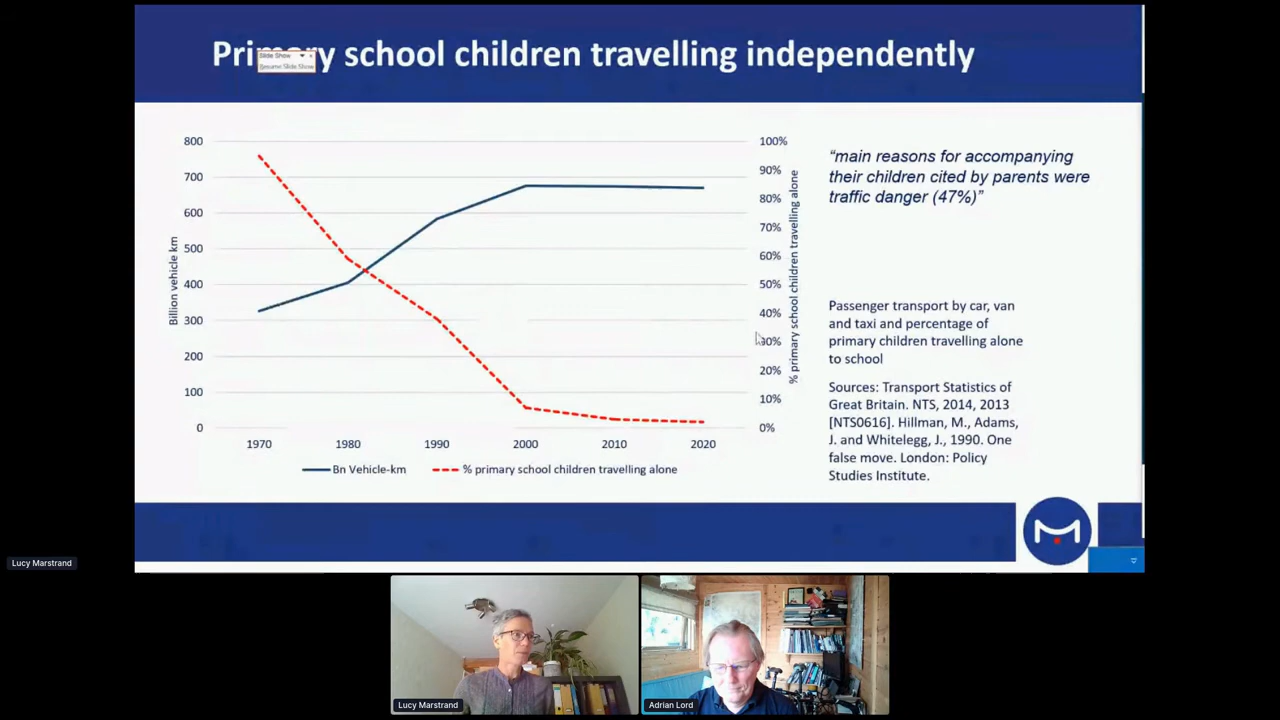 Primary school children travelling independently
Slide Show
Resume Slide Show
800
700
600
500
400
300
200
100
0
Billion vehicle km
100%
90%
80%
70%
60%
50%
40%
30%
20%
10%
0%
% primary school children travelling alone
1970
1980
1990
2000
2010
2020
Bn Vehicle-km
% primary school children travelling alone
“main reasons for accompanying
their children cited by parents were
traffic danger (47%)”
Passenger transport by car, van
and taxi and percentage of
primary children travelling alone
to school
Sources: Transport Statistics of
Great Britain. NTS, 2014, 2013
[NTS0616]. Hillman, M., Adams,
J. and Whitelegg, J., 1990. One
false move. London: Policy
Studies Institute.
Lucy Marstrand
Lucy Marstrand
Adrian Lord